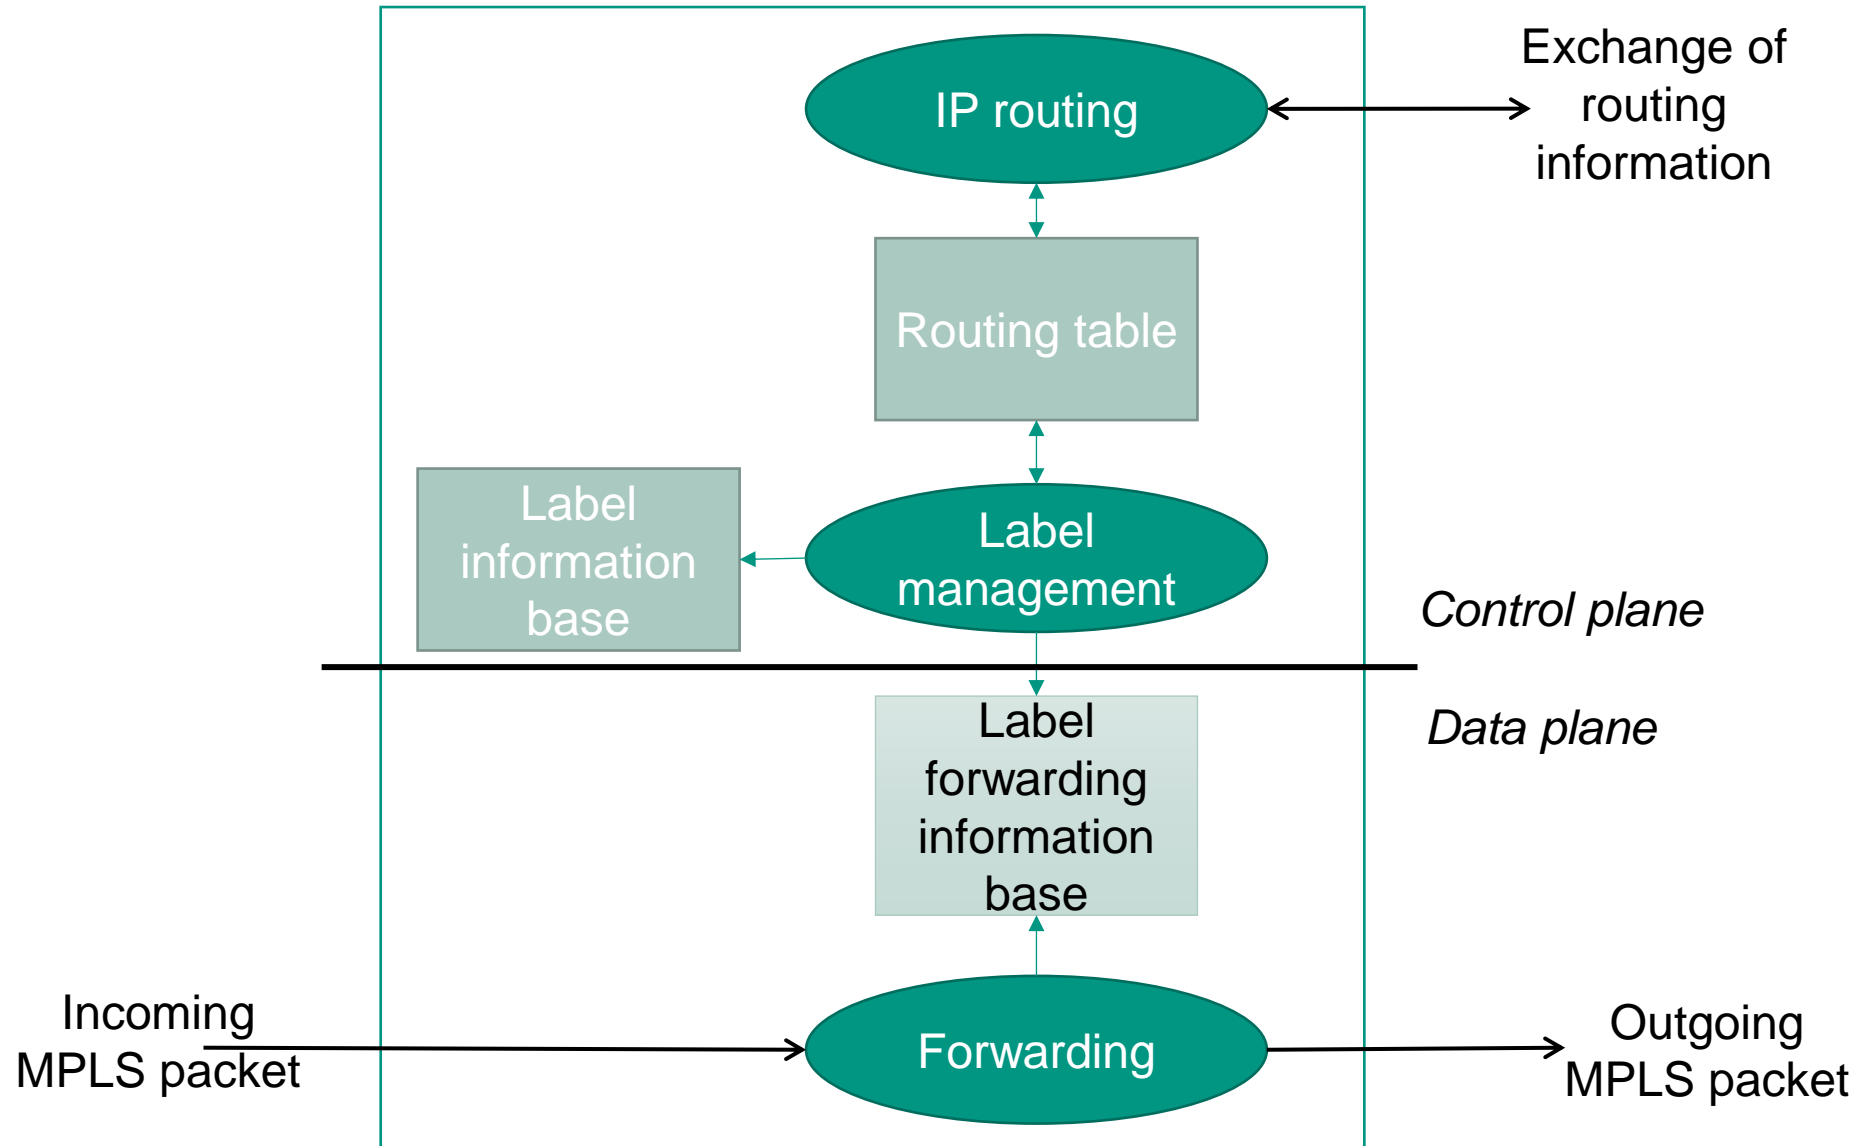 Exchange of
routing
information
IP routing
Routing table
Label
information
base
Label
management
Control plane
Data plane
Label
forwarding
information
base
Incoming
MPLS packet
Forwarding
Outgoing
MPLS packet